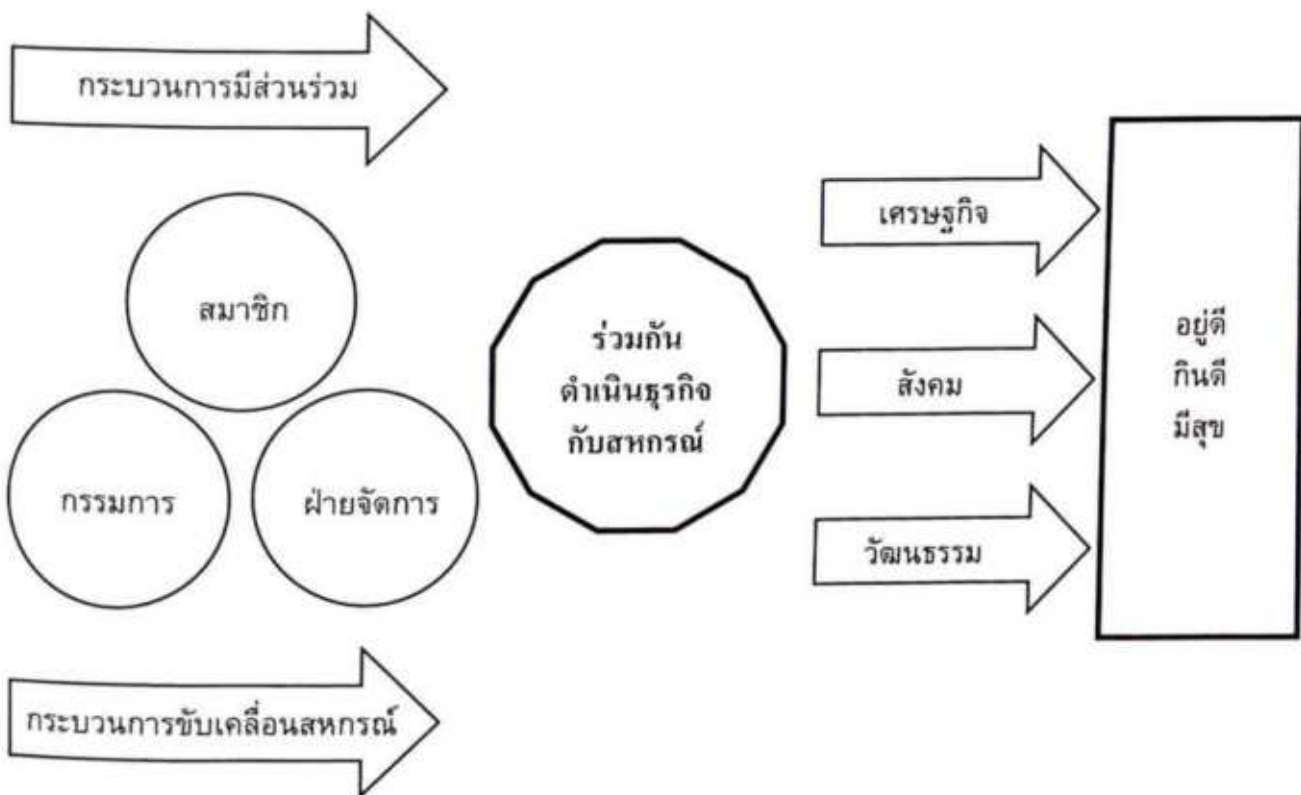 กระบวนการมีส่วนร่วม
สมาชิก
กรรมการ
ฝ่ายจัดการ
กระบวนการขับเคลื่อนสหกรณ์
ร่วมกัน
ดำเนินธุรกิจ
กับสหกรณ์
เศรษฐกิจ
สังคม
วัฒนธรรม
อยู่ดี
กินดี
มีสุข